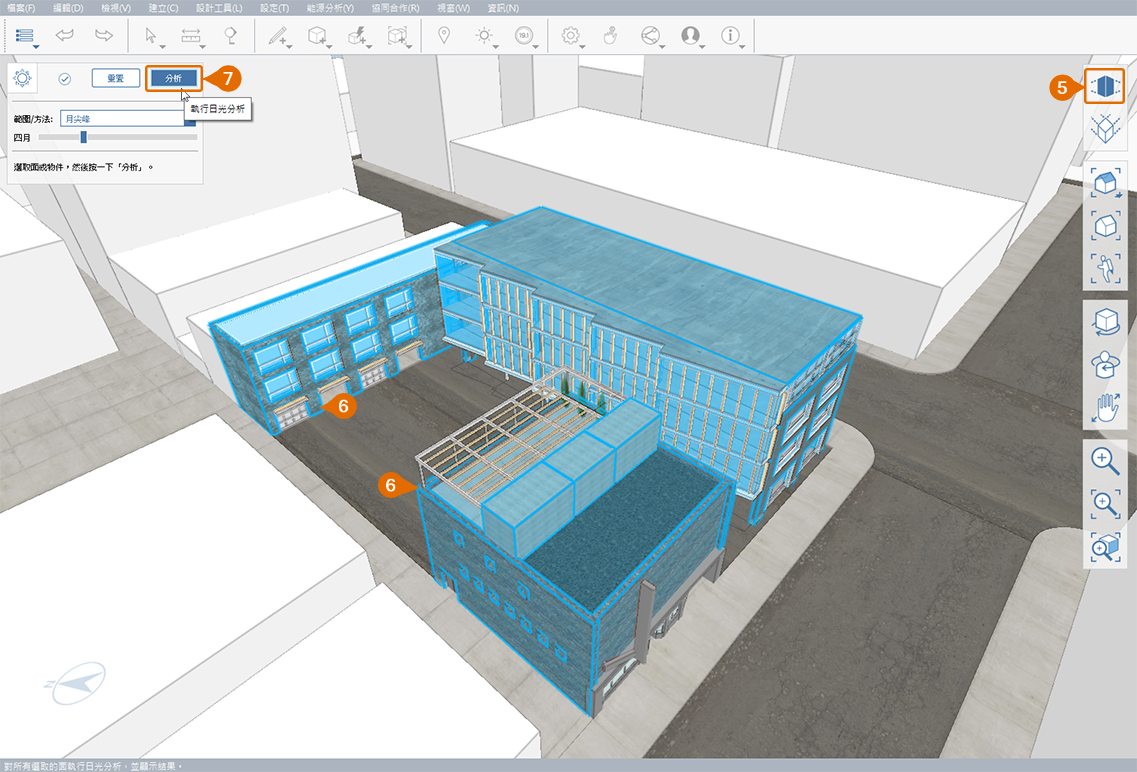 檔案(F) 編輯(D) 檢視(V) 建立(C) 設計工具(L) 設定(T) 能源分析(Y) 協同合作(R) 視窗(W) 資訊(N)
19.1
重置 分析 7
執行日光分析
5
範圍/方法: 月尖峰
四月
選取面或物件，然後按一下「分析」。
6
6
N
對所有選取的面執行日光分析，並顯示結果。